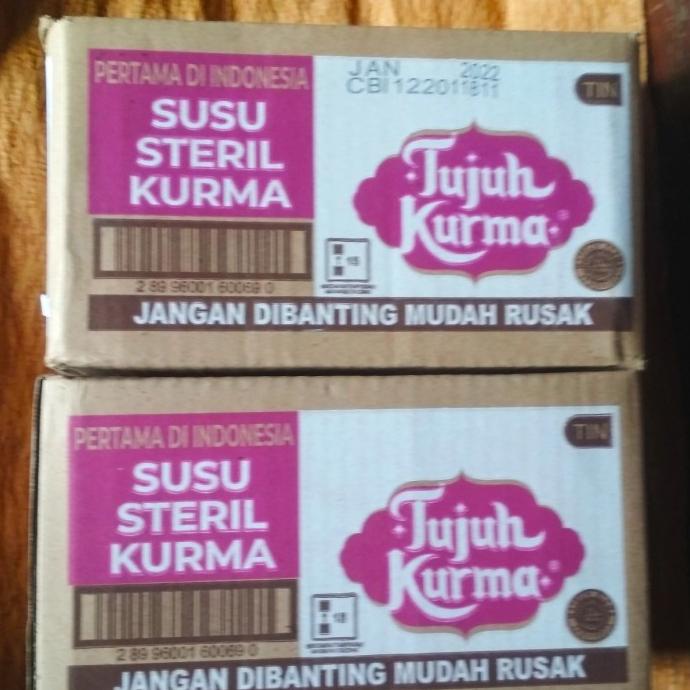 PERTAMA DI INDONESIA
SUSU
STERIL
KURMA
2 89 96001 60069 0
JAN 2022
CBI 122011811
TIN
Tujuh
Kurma
15
JANGAN DIBANTING MUDAH RUSAK
PERTAMA DI INDONESIA
SUSU
STERIL
KURMA
2 89 96001 60069 0
TIN
Tujuh
Kurma
JANGAN DIBANTING MUDAH RUSAK